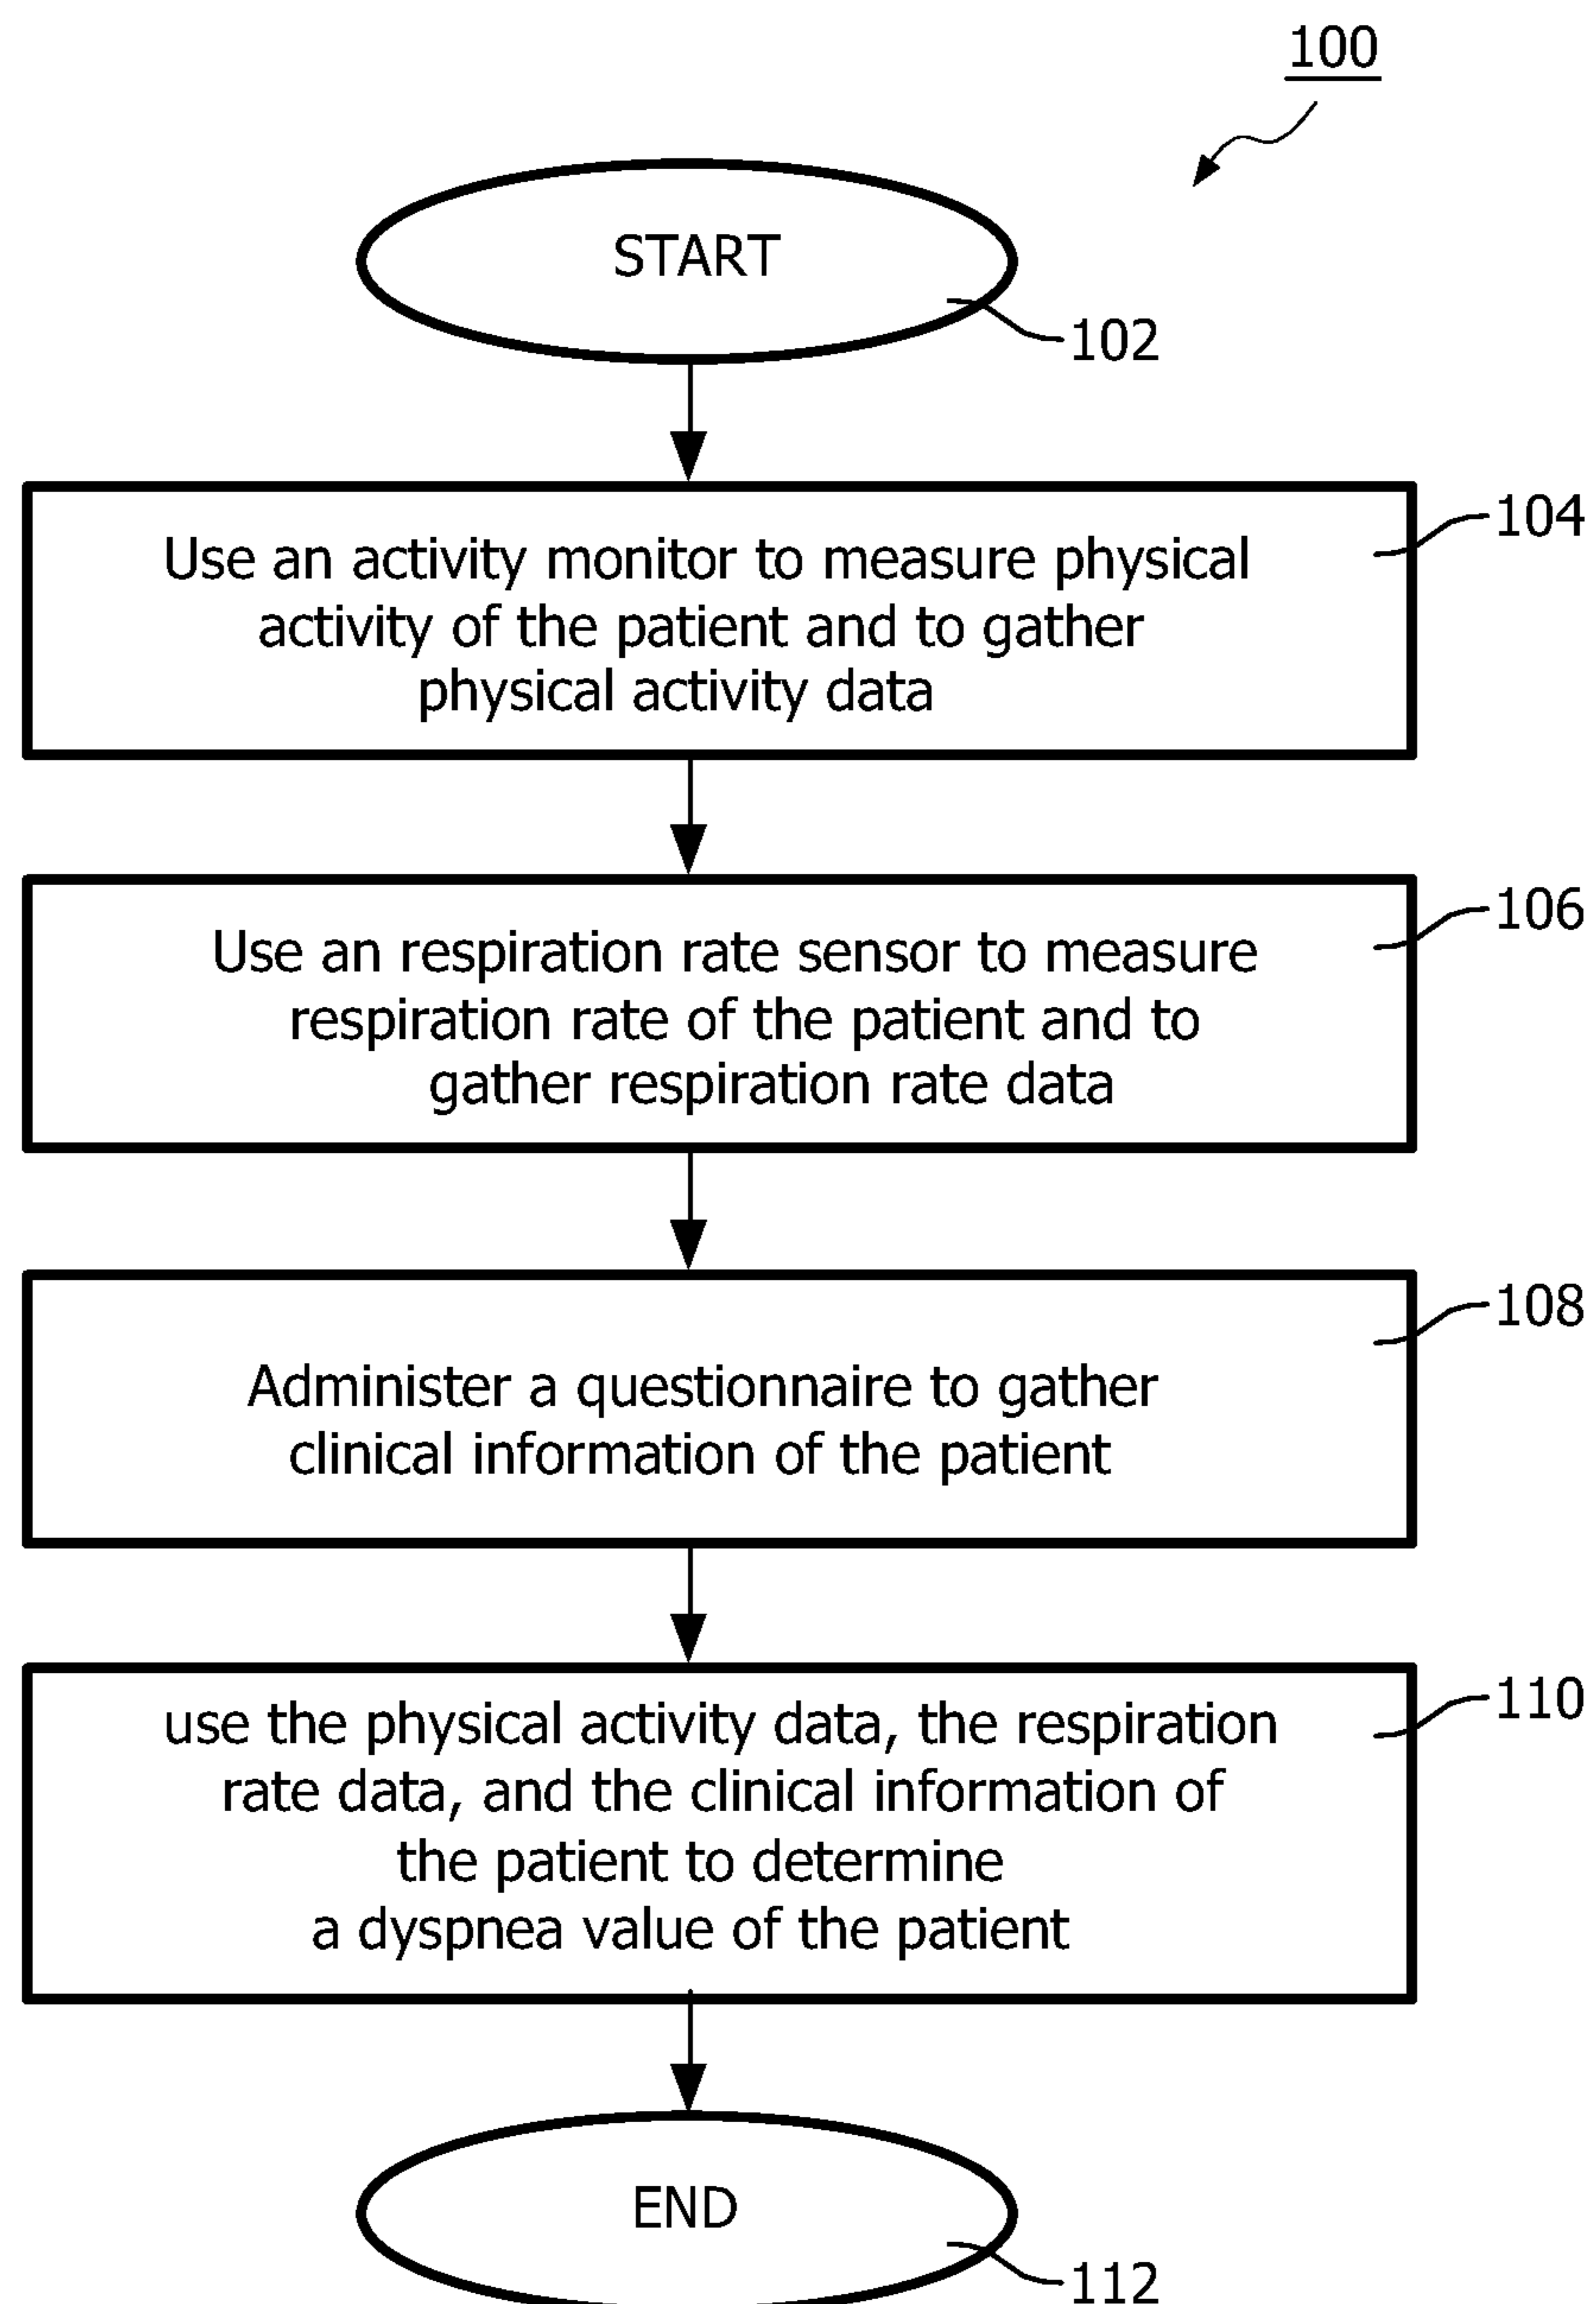 100
START
102
Use an activity monitor to measure physical
activity of the patient and to gather
physical activity data
104
Use an respiration rate sensor to measure
respiration rate of the patient and to
gather respiration rate data
106
Administer a questionnaire to gather
clinical information of the patient
108
use the physical activity data, the respiration
rate data, and the clinical information of
the patient to determine
a dyspnea value of the patient
110
END
112